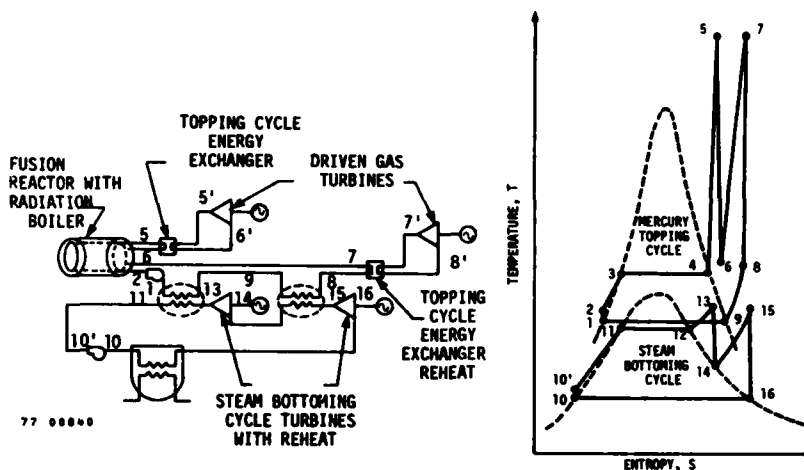 TOPPING CYCLE
ENERGY
EXCHANGER
FUSION
REACTOR WITH
RADIATION
BOILER
DRIVEN GAS
TURBINES
5'
6'
7'
8'
5
6
2
1
11
9
13
14
8
15
16
7
10'
10
TOPPING
CYCLE
ENERGY
EXCHANGER
REHEAT
STEAM BOTTOMING
CYCLE TURBINES
WITH REHEAT
77 00840
TEMPERATURE, T
5
7
MERCURY
TOPPING
CYCLE
3
4
6
8
2
1
11
12
13
9
15
STEAM
BOTTOMING
CYCLE
14
10'
10
16
ENTROPY, S